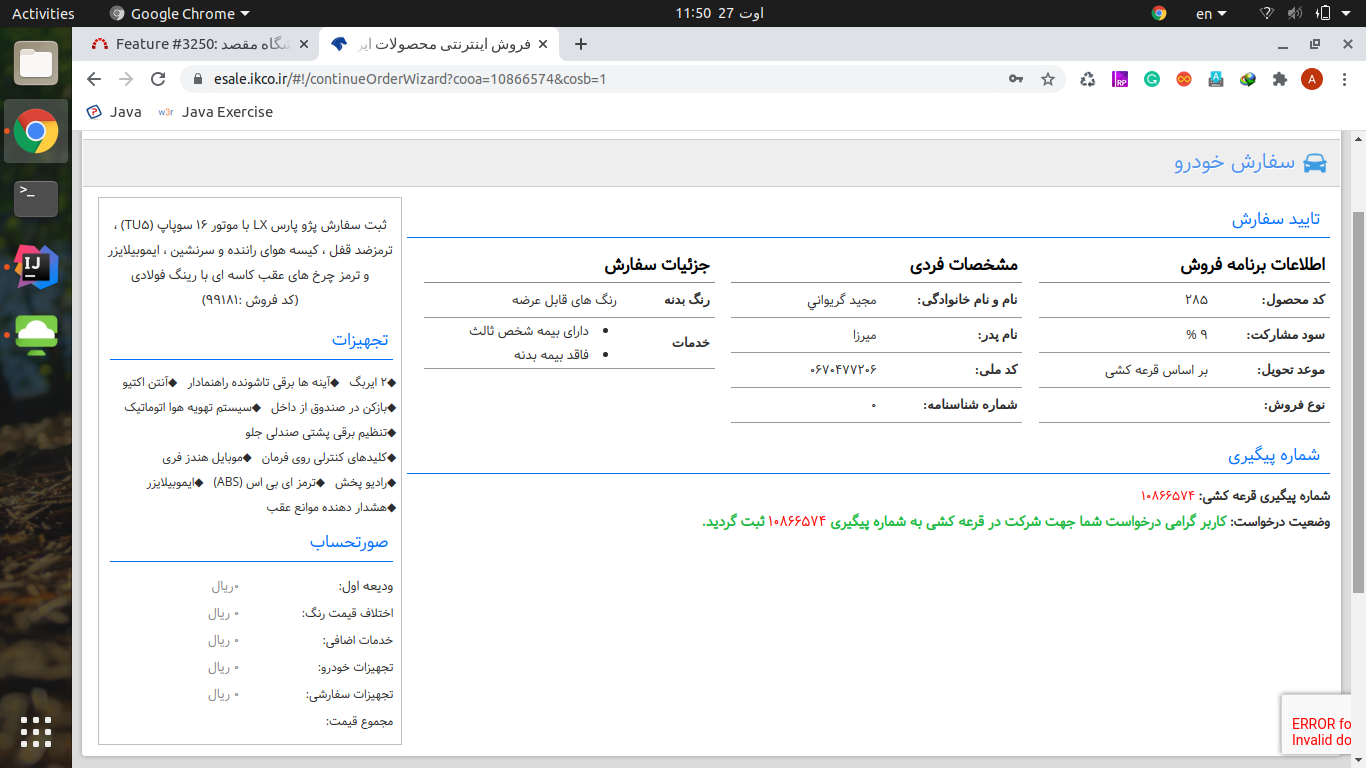 Activities
Google Chrome
اوت 27 11:50
en
Feature #3250: شگاه مقصد
فروش اینترنتی محصولات ایر
esale.ikco.ir/#!/continueOrderWizard?cooa=10866574&cosb=1
A
Java
w3r Java Exercise
سفارش خودرو
تایید سفارش
اطلاعات برنامه فروش
کد محصول: ۲۸۵
سود مشارکت: ۹ %
موعد تحویل: بر اساس قرعه کشی
نوع فروش:
مشخصات فردی
نام و نام خانوادگی: مجید گریواني
نام پدر: میرزا
کد ملی: ۰۶۷۰۴۷۷۲۰۶
شماره شناسنامه: ۰
جزئیات سفارش
رنگ بدنه رنگ های قابل عرضه
خدمات
دارای بیمه شخص ثالث
فاقد بیمه بدنه
شماره پیگیری
شماره پیگیری قرعه کشی: ۱۰۸۶۶۵۷۴
وضعیت درخواست: کاربر گرامی درخواست شما جهت شرکت در قرعه کشی به شماره پیگیری ۱۰۸۶۶۵۷۴ ثبت گردید.
ثبت سفارش پژو پارس LX با موتور ۱۶ سوپاپ (TU۵) ،
ترمزضد قفل ، کیسه هوای راننده و سرنشین ، ایموبیلایزر
و ترمز چرخ های عقب کاسه ای با رینگ فولادی
(کد فروش :۹۹۱۸۱)
تجهیزات
◆۲ ایربگ ◆آینه ها برقی تاشونده راهنمادار ◆آنتن اکتیو
◆بازکن در صندوق از داخل ◆سیستم تهویه هوا اتوماتیک
◆تنظیم برقی پشتی صندلی جلو
◆کلیدهای کنترلی روی فرمان ◆موبایل هندز فری
◆رادیو پخش ◆ترمز ای بی اس (ABS) ◆ایموبیلایزر
◆هشدار دهنده موانع عقب
صورتحساب
ودیعه اول: ۰ریال
اختلاف قیمت رنگ: ۰ ریال
خدمات اضافی: ۰ ریال
تجهیزات خودرو: ۰ ریال
تجهیزات سفارشی: ۰ ریال
مجموع قیمت:
ERROR fo
Invalid do